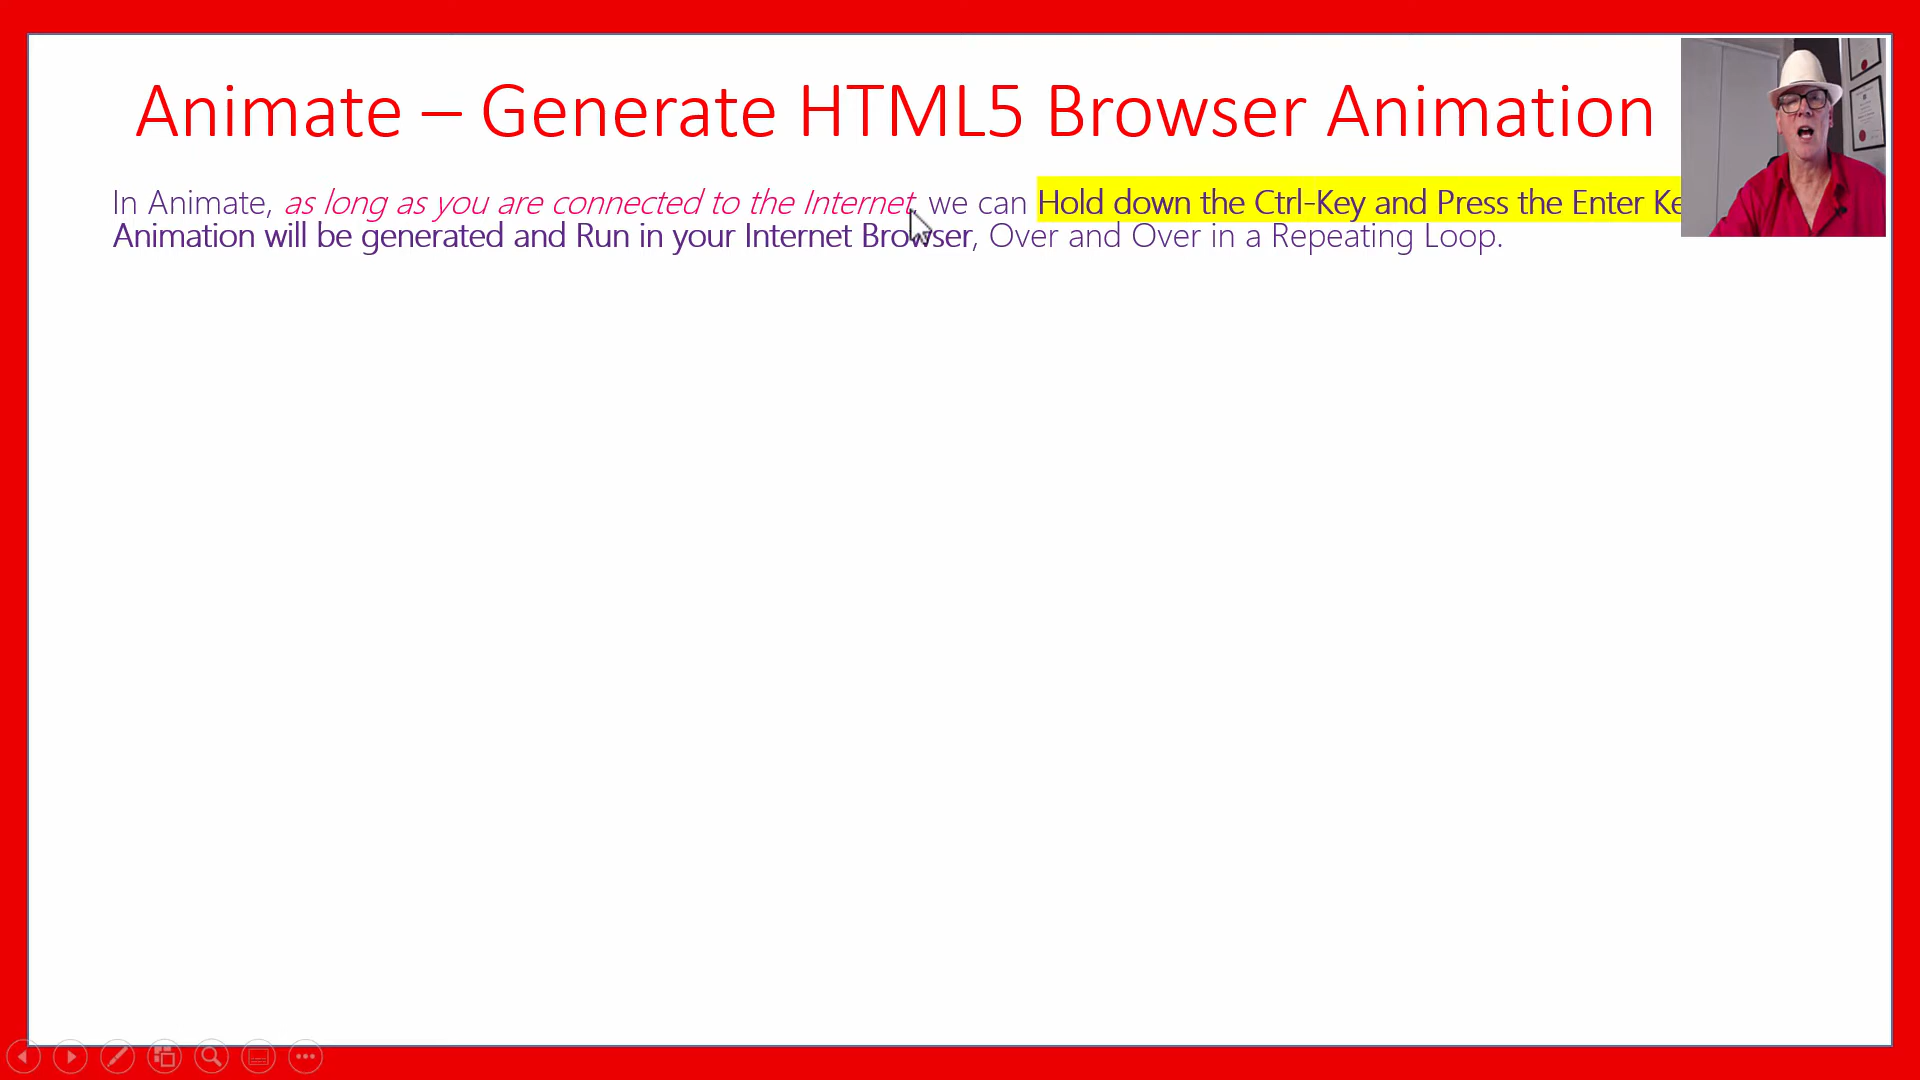 Animate – Generate HTML5 Browser Animation
In Animate, as long as you are connected to the Internet, we can Hold down the Ctrl-Key and Press the Enter
Animation will be generated and Run in your Internet Browser, Over and Over in a Repeating Loop.